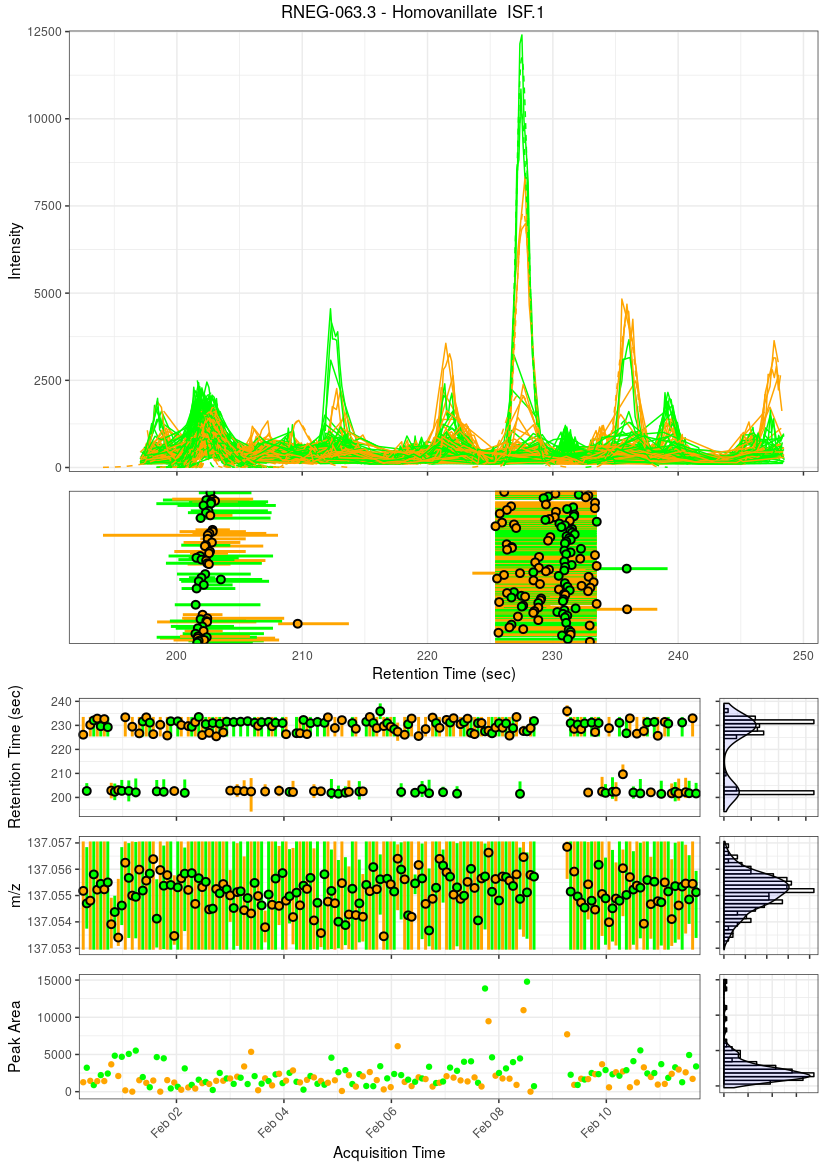 RNEG-063.3 - Homovanillate  ISF.1
12500
10000
7500
5000
2500
0
Intensity
200
210
220
230
240
250
Retention Time (sec)
240
230
220
210
200
Retention Time (sec)
137.057
137.056
137.055
137.054
137.053
m/z
15000
10000
5000
0
Peak Area
Feb 02
Feb 04
Feb 06
Feb 08
Feb 10
Acquisition Time